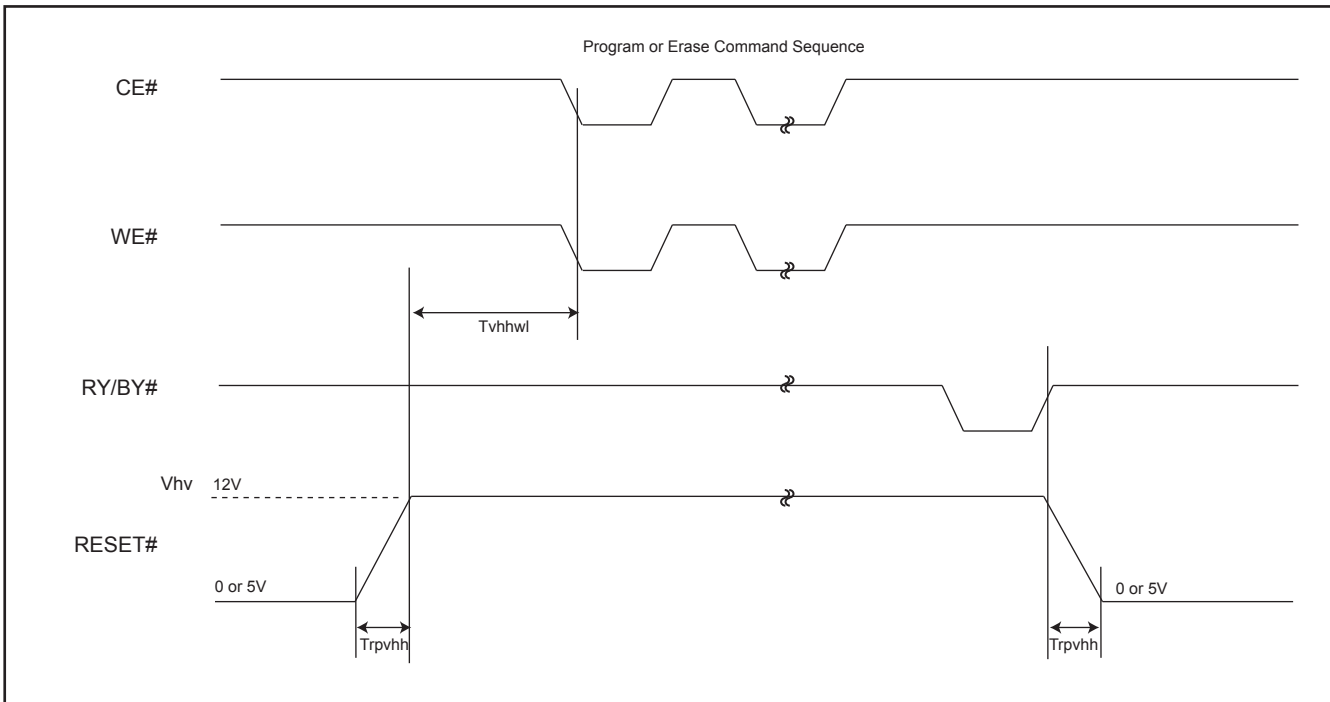 Program or Erase Command Sequence
CE#
WE#
Tvhhwl
RY/BY#
Vhv 12V
RESET#
0 or 5V 0 or 5V
Trpvhh Trpvhh